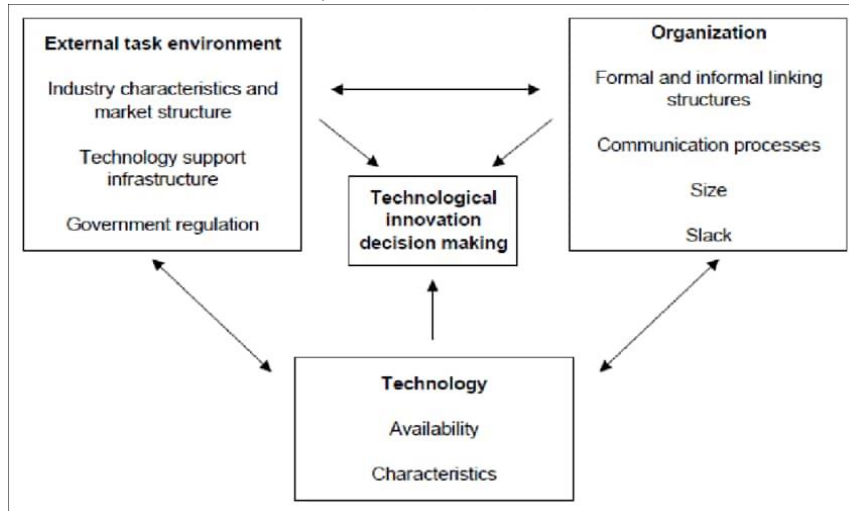 External task environment
Industry characteristics and
market structure
Technology support
infrastructure
Government regulation
Organization
Formal and informal linking
structures
Communication processes
Size
Slack
Technological
innovation
decision making
Technology
Availability
Characteristics